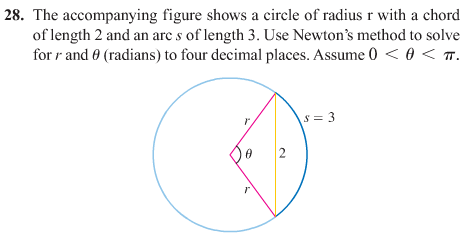 28. The accompanying figure shows a circle of radius r with a chord
of length 2 and an arc s of length 3. Use Newton's method to solve
for r and θ (radians) to four decimal places. Assume 0 < θ < π.
r
s = 3
θ
2
r